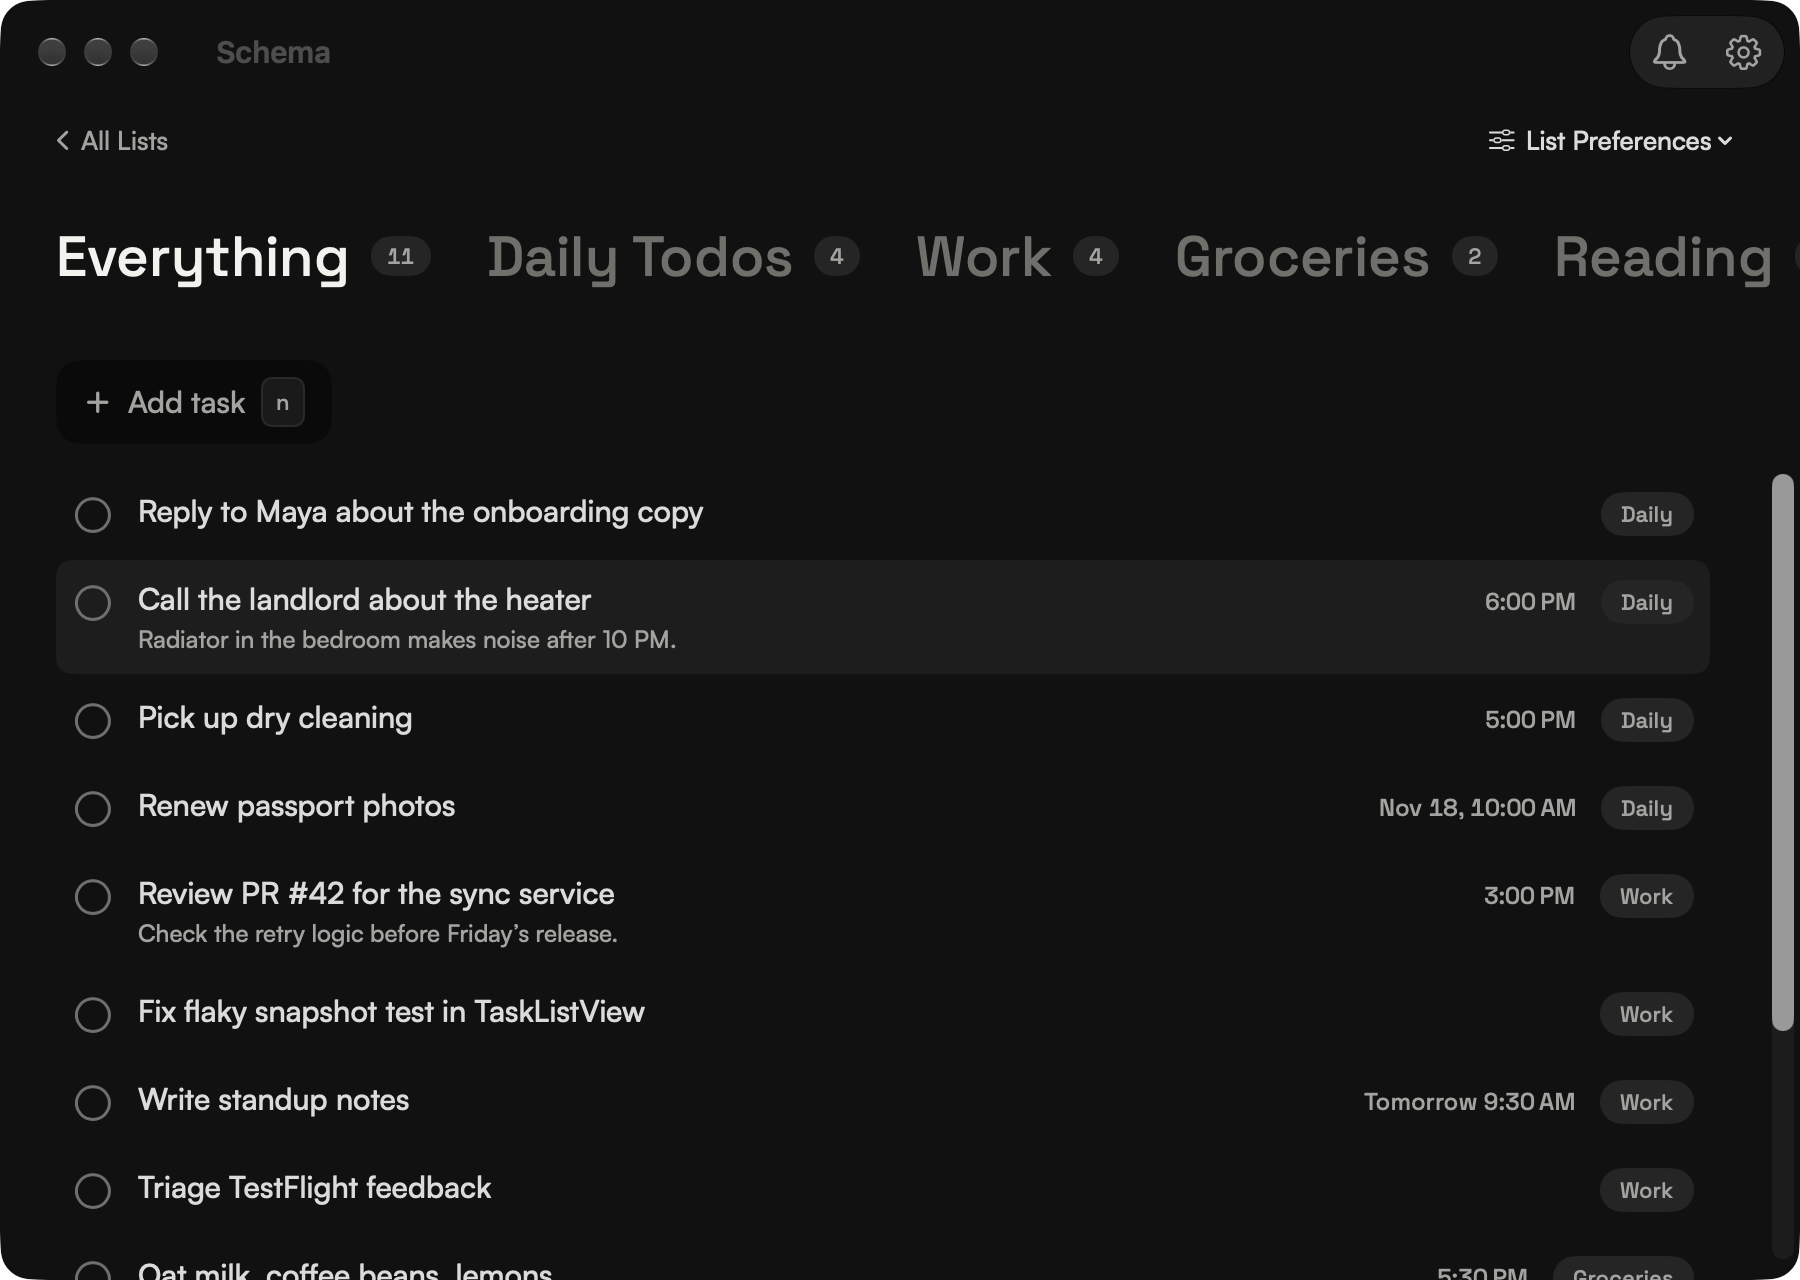 Schema
All Lists
List Preferences
Everything 11 Daily Todos 4 Work 4 Groceries 2 Reading
Add task n
Reply to Maya about the onboarding copy Daily
Call the landlord about the heater 6:00 PM Daily
Radiator in the bedroom makes noise after 10 PM.
Pick up dry cleaning 5:00 PM Daily
Renew passport photos Nov 18, 10:00 AM Daily
Review PR #42 for the sync service 3:00 PM Work
Check the retry logic before Friday’s release.
Fix flaky snapshot test in TaskListView Work
Write standup notes Tomorrow 9:30 AM Work
Triage TestFlight feedback Work
Oat milk, coffee beans, lemons 5:30 PM Groceries